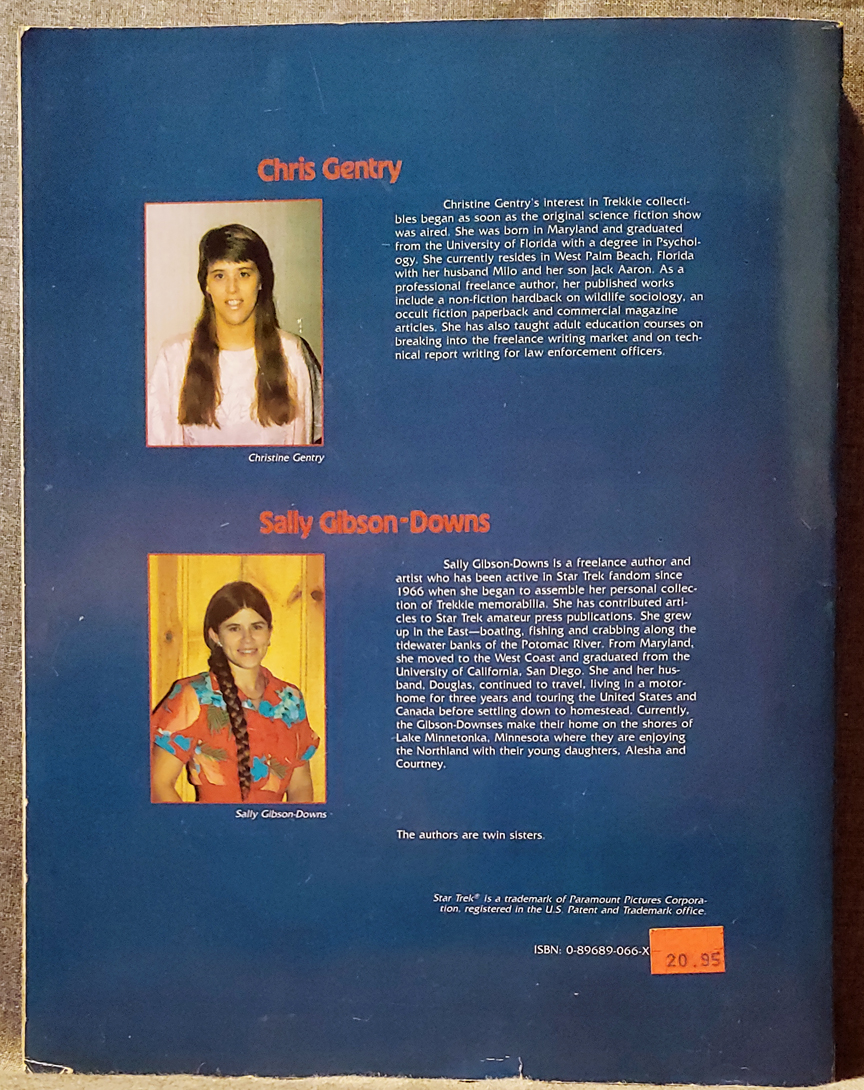 Chris Gentry
Christine Gentry's interest in Trekkie collecti-
bles began as soon as the original science fiction show
was aired. She was born in Maryland and graduated
from the University of Florida with a degree in Psychol-
ogy. She currently resides in West Palm Beach, Florida
with her husband Milo and her son Jack Aaron. As a
professional freelance author, her published works
include a non-fiction hardback on wildlife sociology, an
occult fiction paperback and commercial magazine
articles. She has also taught adult education courses on
breaking into the freelance writing market and on tech-
nical report writing for law enforcement officers.
Christine Gentry
Sally Gibson-Downs
Sally Gibson-Downs is a freelance author and
artist who has been active in Star Trek fandom since
1966 when she began to assemble her personal collec-
tion of Trekkie memorabilia. She has contributed arti-
cles to Star Trek amateur press publications. She grew
up in the East—boating, fishing and crabbing along the
tidewater banks of the Potomac River. From Maryland,
she moved to the West Coast and graduated from the
University of California, San Diego. She and her hus-
band, Douglas, continued to travel, living in a motor-
home for three years and touring the United States and
Canada before settling down to homestead. Currently,
the Gibson-Downses make their home on the shores of
Lake Minnetonka, Minnesota where they are enjoying
the Northland with their young daughters, Alesha and
Courtney.
Sally Gibson-Downs
The authors are twin sisters.
Star Trek® is a trademark of Paramount Pictures Corpora-
tion, registered in the U.S. Patent and Trademark office.
ISBN: 0-89689-066-X
20.95